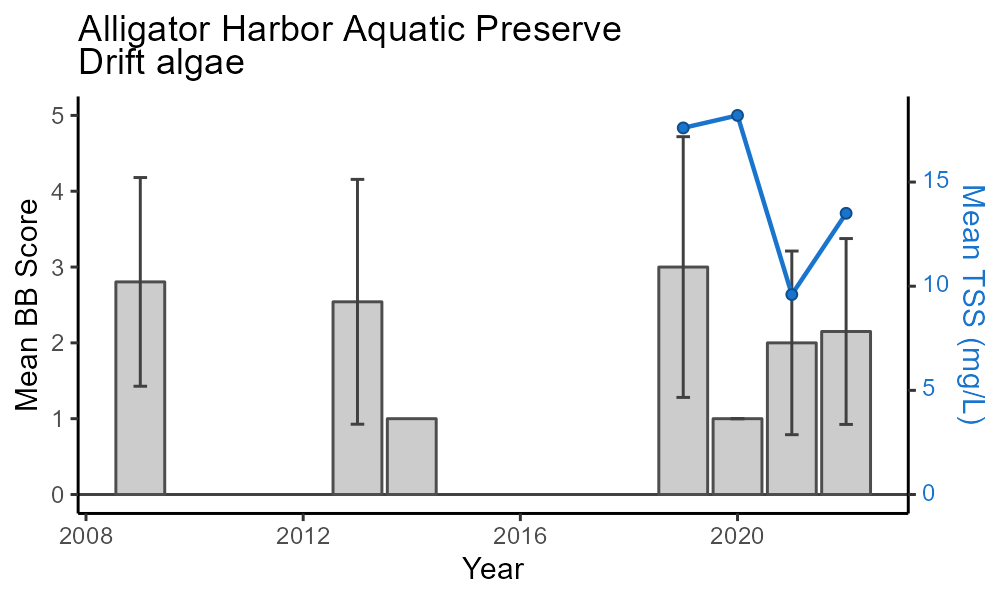 Alligator Harbor Aquatic Preserve
Drift algae
Mean BB Score
5
4
3
2
1
0
15
10
5
0
Mean TSS (mg/L)
2008
2012
2016
2020
Year